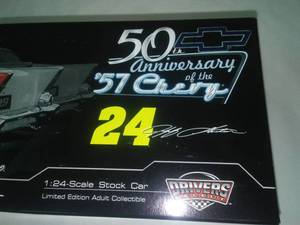 50th
Anniversary
of the
'57 Chevy
24
1:24-Scale Stock Car
Limited Edition Adult Collectible
DRIVERS